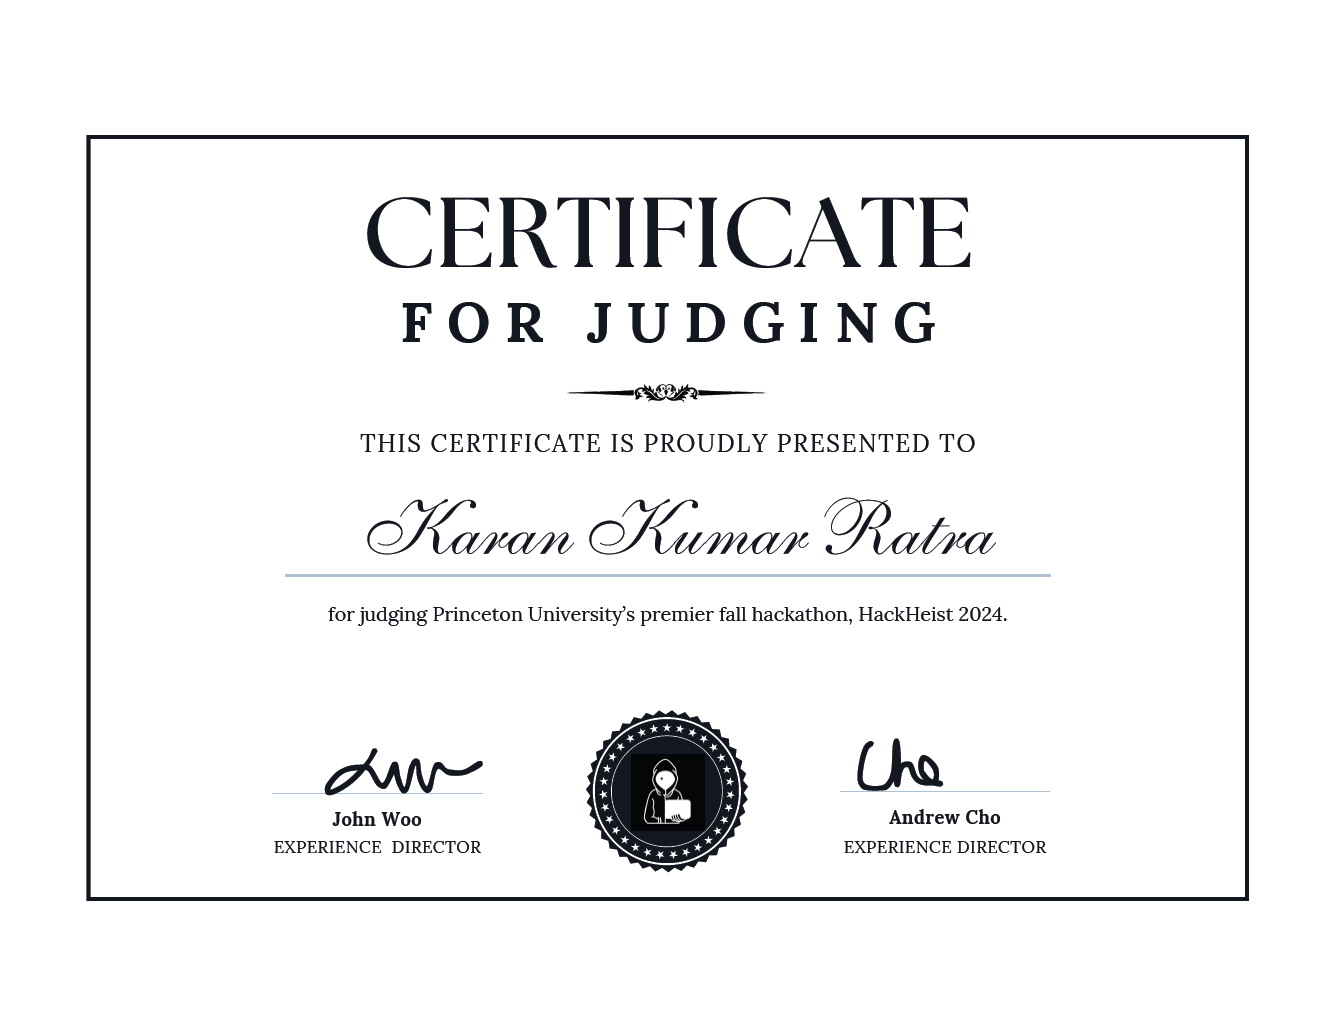 CERTIFICATE
FOR JUDGING
THIS CERTIFICATE IS PROUDLY PRESENTED TO
Karan Kumar Ratra
for judging Princeton University’s premier fall hackathon, HackHeist 2024.
Cho
John Woo
Andrew Cho
EXPERIENCE  DIRECTOR
EXPERIENCE DIRECTOR